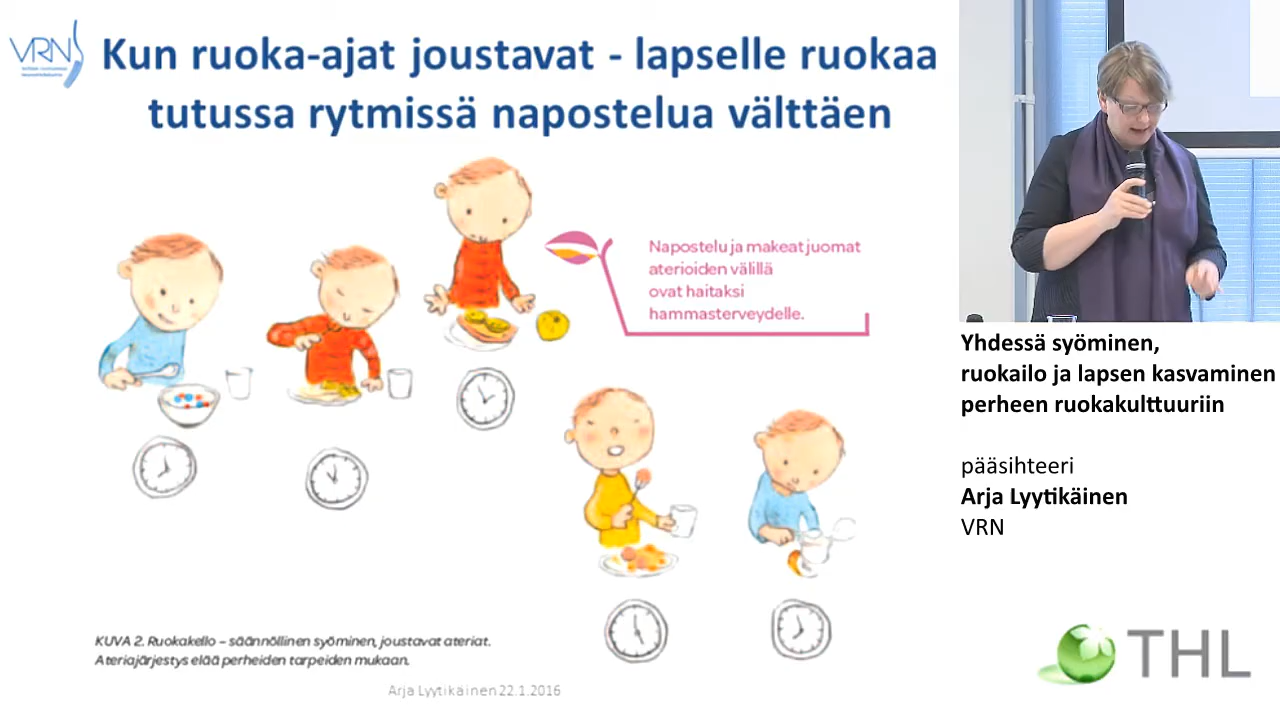 VRN
Kun ruoka-ajat joustavat - lapselle ruokaa
tutussa rytmissä napostelua välttäen
Napostelu ja makeat juomat
aterioiden välillä
ovat haitaksi
hammasterveydelle.
KUVA 2. Ruokakello – säännöllinen syöminen, joustavat ateriat.
Ateriajärjestys elää perheiden tarpeiden mukaan.
Arja Lyytikäinen 22.1.2016
Yhdessä syöminen,
ruokailo ja lapsen kasvaminen
perheen ruokakulttuuriin
pääsihteeri
Arja Lyytikäinen
VRN
THL